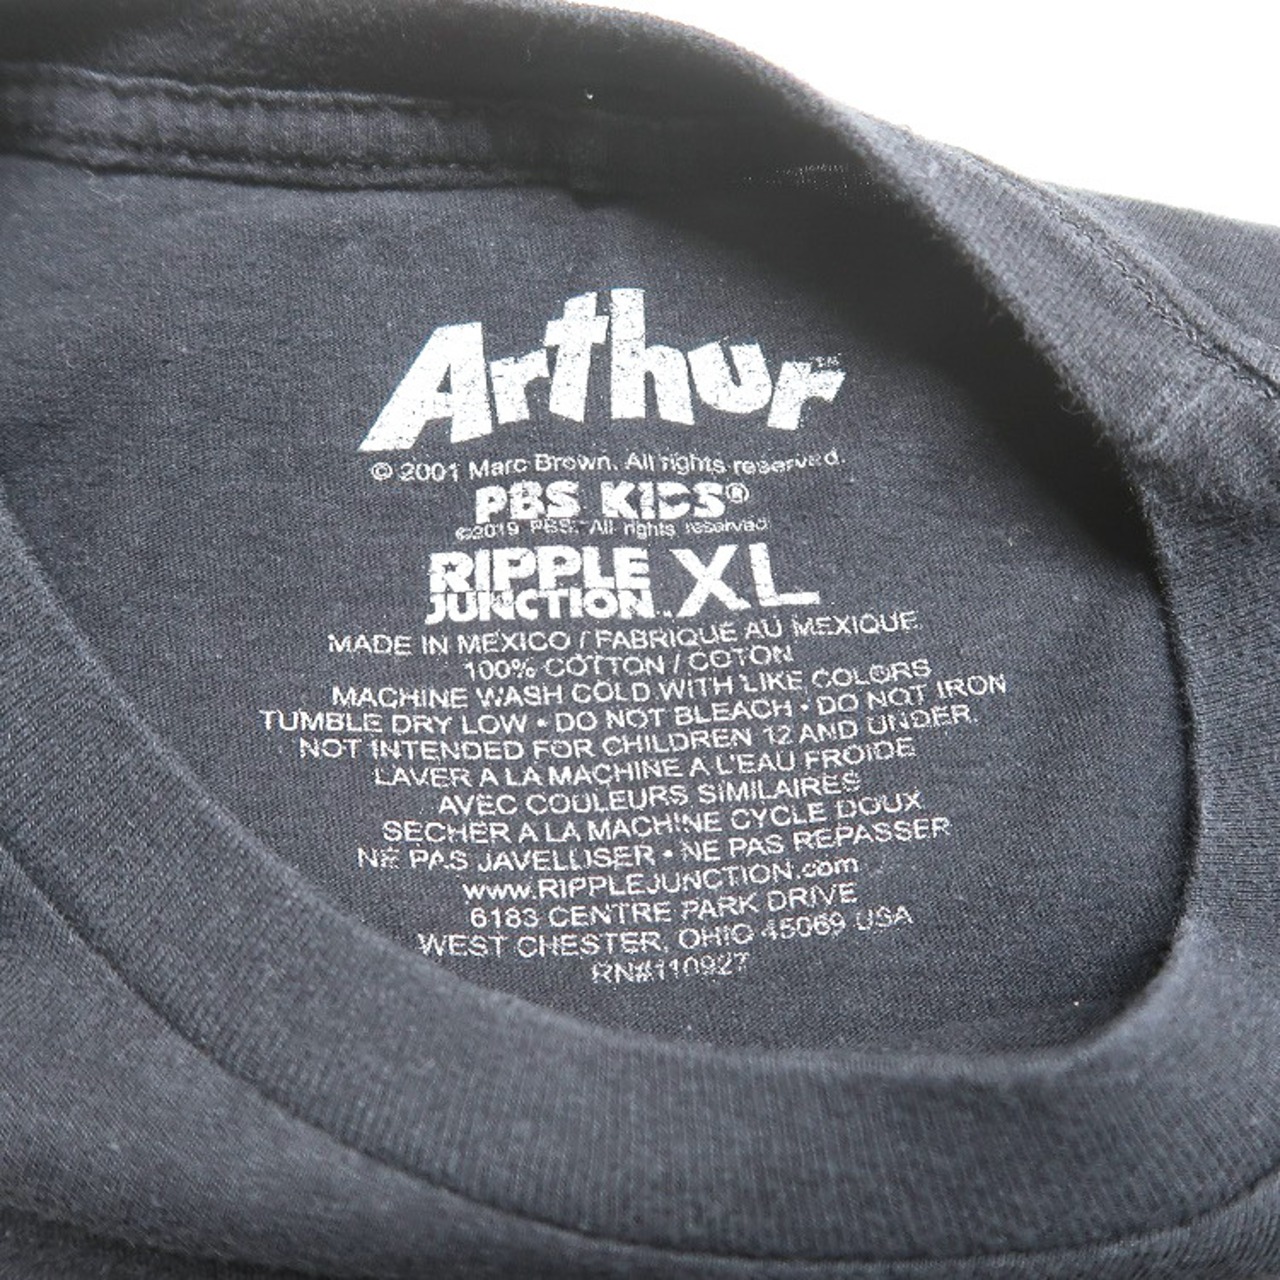 Arthur™
© 2001 Marc Brown. All rights reserved.
PBS KIDS®
©2019 PBS. All rights reserved
RIPPLE
JUNCTION™ XL
MADE IN MEXICO / FABRIQUE AU MEXIQUE
100% COTTON / COTON
MACHINE WASH COLD WITH LIKE COLORS
TUMBLE DRY LOW • DO NOT BLEACH • DO NOT IRON
NOT INTENDED FOR CHILDREN 12 AND UNDER.
LAVER A LA MACHINE A L'EAU FROIDE
AVEC COULEURS SIMILAIRES
SECHER A LA MACHINE CYCLE DOUX
NE PAS JAVELLISER • NE PAS REPASSER
www.RIPPLEJUNCTION.com
6183 CENTRE PARK DRIVE
WEST CHESTER, OHIO 45069 USA
RN#110927